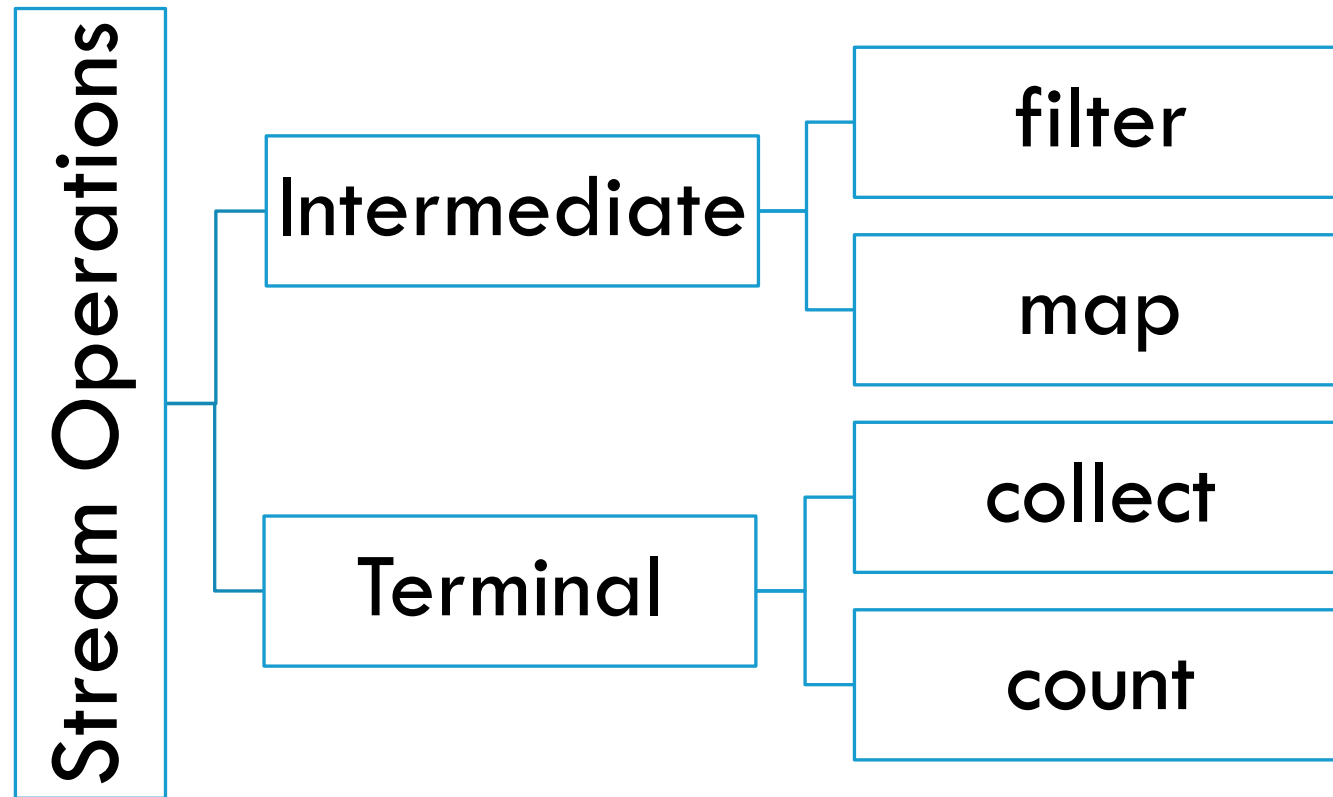 Stream Operations
Intermediate
filter
map
Terminal
collect
count